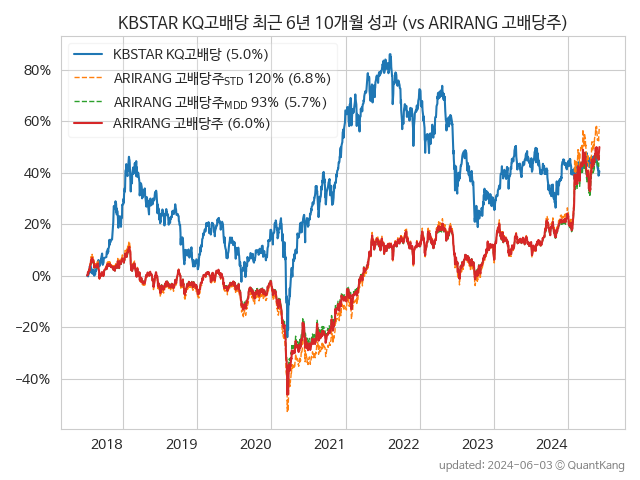 KBSTAR KQ고배당 최근 6년 10개월 성과 (vs ARIRANG 고배당주)
KBSTAR KQ고배당 (5.0%)
ARIRANG 고배당주STD 120% (6.8%)
ARIRANG 고배당주MDD 93% (5.7%)
ARIRANG 고배당주 (6.0%)
80%
60%
40%
20%
0%
−20%
−40%
2018 2019 2020 2021 2022 2023 2024
updated: 2024-06-03 ⓒ QuantKang